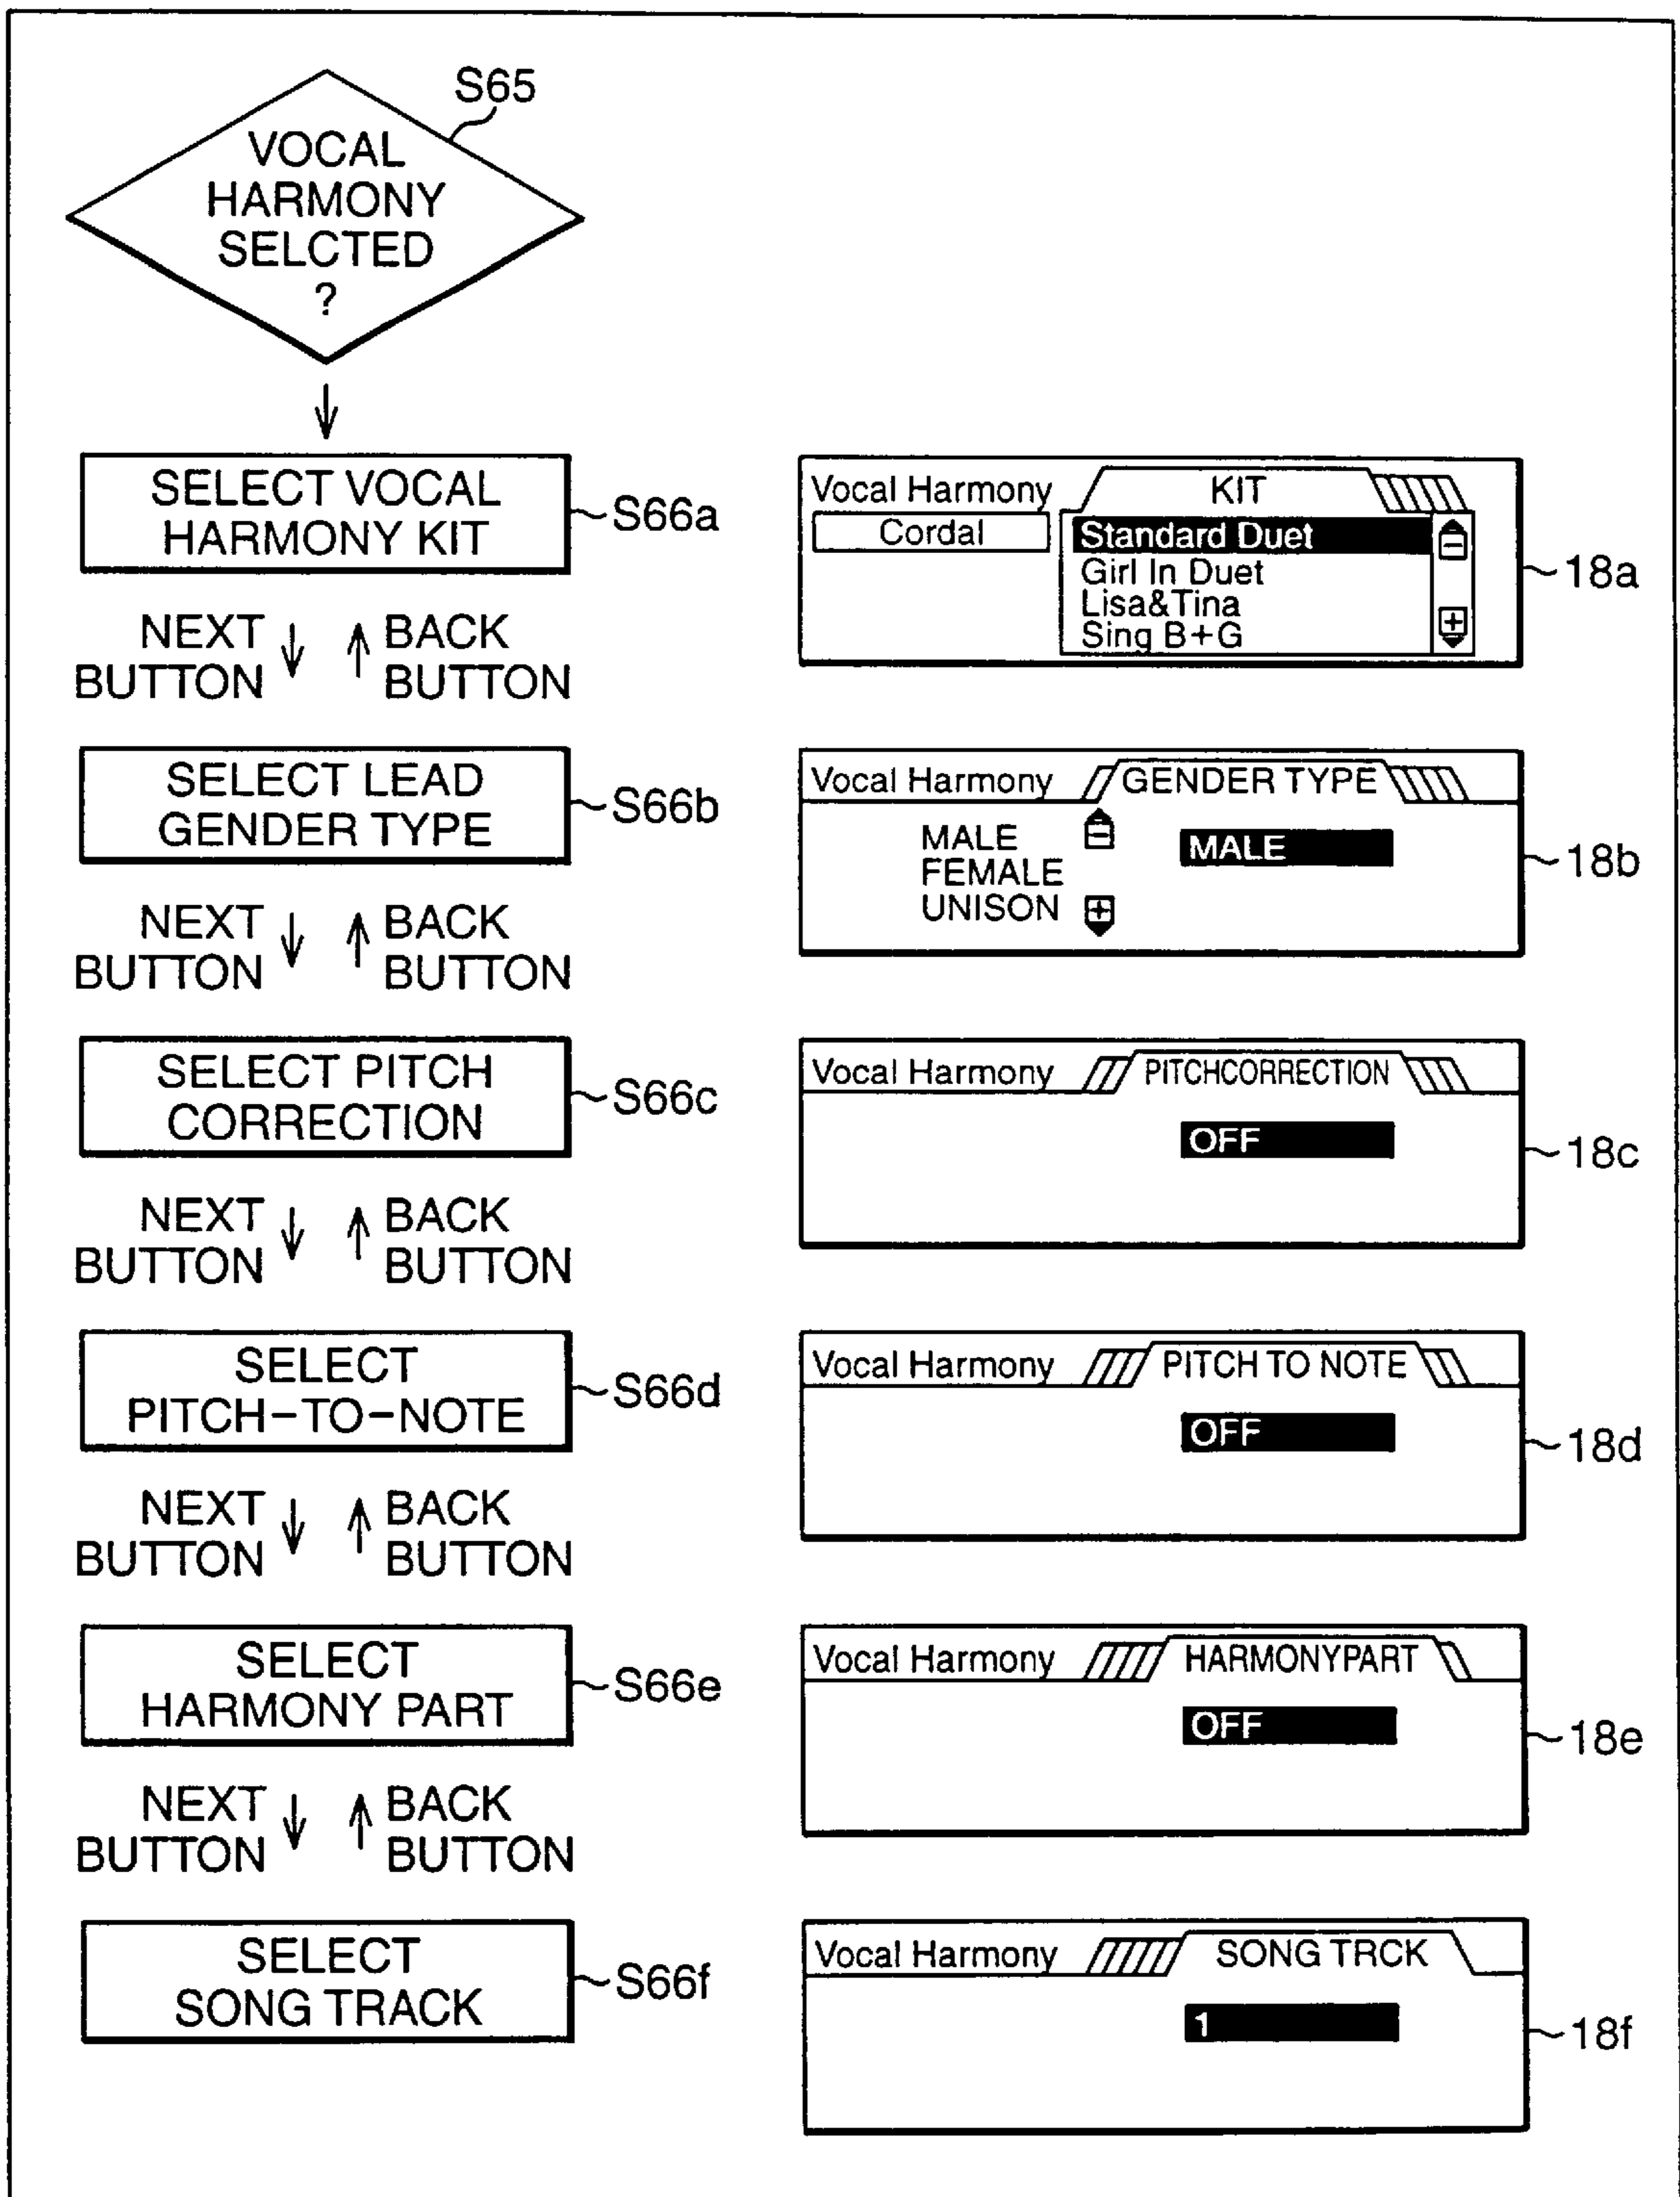 S65
VOCAL
HARMONY
SELCTED
?
SELECT VOCAL
HARMONY KIT
S66a
Vocal Harmony
KIT
Cordal
Standard Duet
Girl In Duet
Lisa&Tina
Sing B+G
18a
NEXT
BUTTON
BACK
BUTTON
SELECT LEAD
GENDER TYPE
S66b
Vocal Harmony
GENDER TYPE
MALE
FEMALE
UNISON
MALE
18b
NEXT
BUTTON
BACK
BUTTON
SELECT PITCH
CORRECTION
S66c
Vocal Harmony
PITCHCORRECTION
OFF
18c
NEXT
BUTTON
BACK
BUTTON
SELECT
PITCH-TO-NOTE
S66d
Vocal Harmony
PITCH TO NOTE
OFF
18d
NEXT
BUTTON
BACK
BUTTON
SELECT
HARMONY PART
S66e
Vocal Harmony
HARMONYPART
OFF
18e
NEXT
BUTTON
BACK
BUTTON
SELECT
SONG TRACK
S66f
Vocal Harmony
SONG TRCK
1
18f